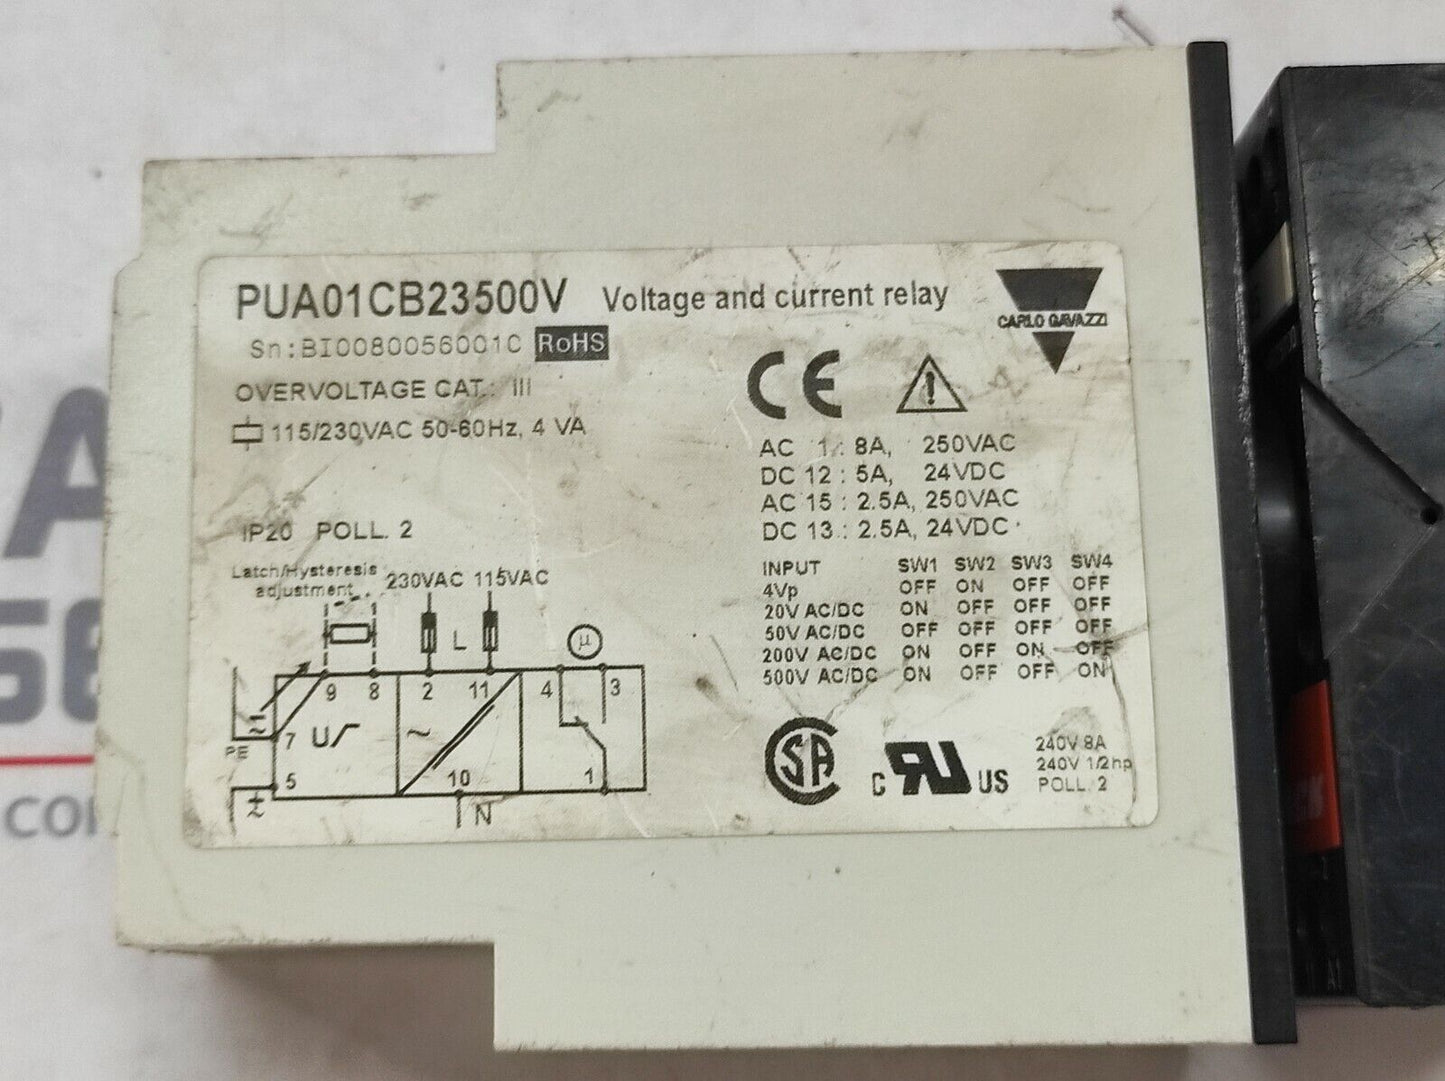 PUA01CB23500V Voltage and current relay
CARLO GAVAZZI
Sn:BI0080056001C RoHS
OVERVOLTAGE CAT.: III
115/230VAC 50-60Hz, 4 VA
IP20 POLL. 2
CE
AC 1 : 8A, 250VAC
DC 12 : 5A, 24VDC
AC 15 : 2.5A, 250VAC
DC 13 : 2.5A, 24VDC
INPUT SW1 SW2 SW3 SW4
4Vp OFF ON OFF OFF
20V AC/DC ON OFF OFF OFF
50V AC/DC OFF OFF OFF OFF
200V AC/DC ON OFF ON OFF
500V AC/DC ON OFF OFF ON
Latch/Hysteresis
adjustment
230VAC 115VAC
L
µ
9 8 2 11 4 3
7 U ~
PE
5 10 1
N
SA
C RU US
240V 8A
240V 1/2hp
POLL. 2
A
56
CO